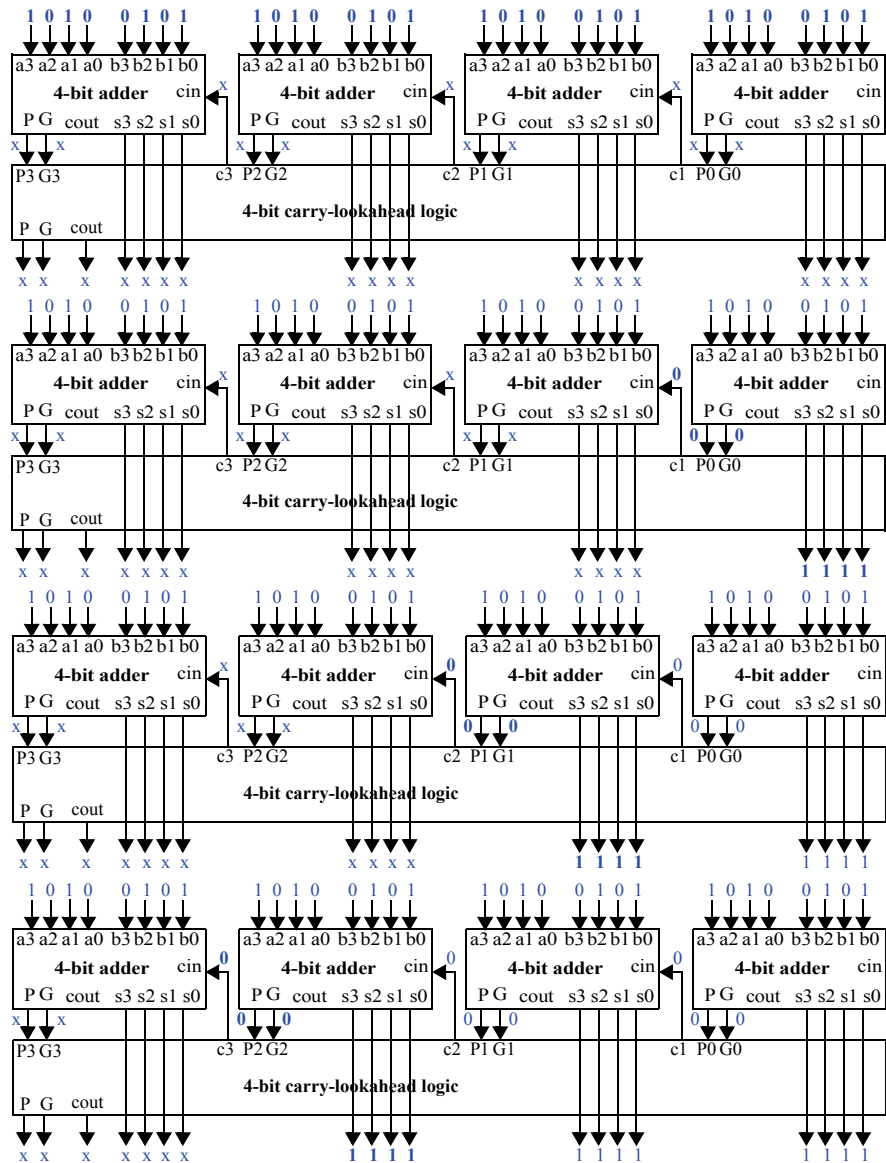 1 0 1 0 0 1 0 1 1 0 1 0 0 1 0 1 1 0 1 0 0 1 0 1 1 0 1 0 0 1 0 1
a3 a2 a1 a0 b3 b2 b1 b0 a3 a2 a1 a0 b3 b2 b1 b0 a3 a2 a1 a0 b3 b2 b1 b0 a3 a2 a1 a0 b3 b2 b1 b0
4-bit adder cin x 4-bit adder cin x 4-bit adder cin x 4-bit adder
P G cout s3 s2 s1 s0 P G cout s3 s2 s1 s0 P G cout s3 s2 s1 s0 P G cout s3 s2 s1 s0
x x x x x x x x
P3 G3 c3 P2 G2 c2 P1 G1 c1 P0 G0
4-bit carry-lookahead logic
P G cout
x x x x x x x x x x x x x x x x x x x
1 0 1 0 0 1 0 1 1 0 1 0 0 1 0 1 1 0 1 0 0 1 0 1 1 0 1 0 0 1 0 1
a3 a2 a1 a0 b3 b2 b1 b0 a3 a2 a1 a0 b3 b2 b1 b0 a3 a2 a1 a0 b3 b2 b1 b0 a3 a2 a1 a0 b3 b2 b1 b0
4-bit adder cin x 4-bit adder cin x 4-bit adder cin 0 4-bit adder
P G cout s3 s2 s1 s0 P G cout s3 s2 s1 s0 P G cout s3 s2 s1 s0 P G cout s3 s2 s1 s0
x x x x x x 0 0
P3 G3 c3 P2 G2 c2 P1 G1 c1 P0 G0
4-bit carry-lookahead logic
P G cout
x x x x x x x x x x x x x x x 1 1 1 1
1 0 1 0 0 1 0 1 1 0 1 0 0 1 0 1 1 0 1 0 0 1 0 1 1 0 1 0 0 1 0 1
a3 a2 a1 a0 b3 b2 b1 b0 a3 a2 a1 a0 b3 b2 b1 b0 a3 a2 a1 a0 b3 b2 b1 b0 a3 a2 a1 a0 b3 b2 b1 b0
4-bit adder cin x 4-bit adder cin 0 4-bit adder cin 0 4-bit adder
P G cout s3 s2 s1 s0 P G cout s3 s2 s1 s0 P G cout s3 s2 s1 s0 P G cout s3 s2 s1 s0
x x x x 0 0 0 0
P3 G3 c3 P2 G2 c2 P1 G1 c1 P0 G0
4-bit carry-lookahead logic
P G cout
x x x x x x x x x x x 1 1 1 1 1 1 1 1
1 0 1 0 0 1 0 1 1 0 1 0 0 1 0 1 1 0 1 0 0 1 0 1 1 0 1 0 0 1 0 1
a3 a2 a1 a0 b3 b2 b1 b0 a3 a2 a1 a0 b3 b2 b1 b0 a3 a2 a1 a0 b3 b2 b1 b0 a3 a2 a1 a0 b3 b2 b1 b0
4-bit adder cin 0 4-bit adder cin 0 4-bit adder cin 0 4-bit adder
P G cout s3 s2 s1 s0 P G cout s3 s2 s1 s0 P G cout s3 s2 s1 s0 P G cout s3 s2 s1 s0
x x 0 0 0 0 0 0
P3 G3 c3 P2 G2 c2 P1 G1 c1 P0 G0
4-bit carry-lookahead logic
P G cout
x x x x x x x 1 1 1 1 1 1 1 1 1 1 1 1